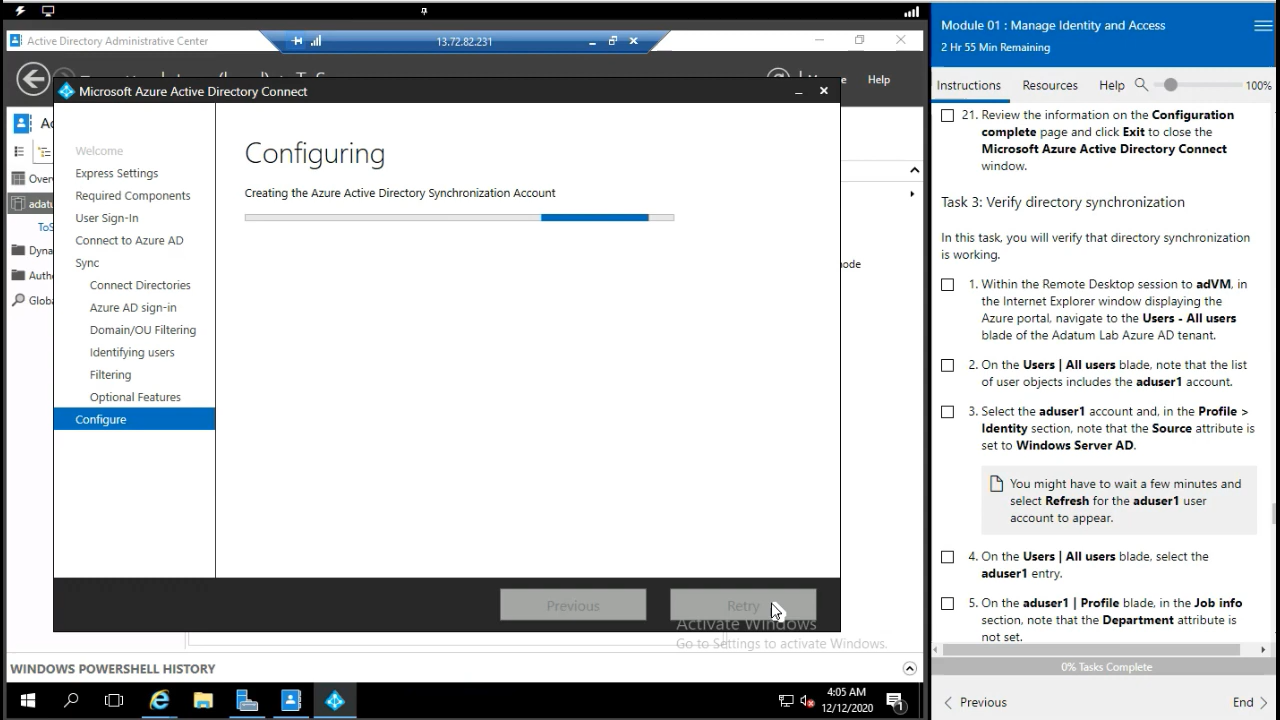 Active Directory Administrative Center
13.72.82.231
Help
Microsoft Azure Active Directory Connect
Welcome
Express Settings
Required Components
User Sign-In
Connect to Azure AD
Sync
Connect Directories
Azure AD sign-in
Domain/OU Filtering
Identifying users
Filtering
Optional Features
Configure
Configuring
Creating the Azure Active Directory Synchronization Account
Previous
Retry
Activate Windows
Go to Settings to activate Windows.
WINDOWS POWERSHELL HISTORY
4:05 AM
12/12/2020
1
Module 01 : Manage Identity and Access
2 Hr 55 Min Remaining
Instructions
Resources
Help
100%
21. Review the information on the Configuration
complete page and click Exit to close the
Microsoft Azure Active Directory Connect
window.
Task 3: Verify directory synchronization
In this task, you will verify that directory synchronization
is working.
1. Within the Remote Desktop session to adVM, in
the Internet Explorer window displaying the
Azure portal, navigate to the Users - All users
blade of the Adatum Lab Azure AD tenant.
2. On the Users | All users blade, note that the list
of user objects includes the aduser1 account.
3. Select the aduser1 account and, in the Profile >
Identity section, note that the Source attribute is
set to Windows Server AD.
You might have to wait a few minutes and
select Refresh for the aduser1 user
account to appear.
4. On the Users | All users blade, select the
aduser1 entry.
5. On the aduser1 | Profile blade, in the Job info
section, note that the Department attribute is
not set.
0% Tasks Complete
Previous
End